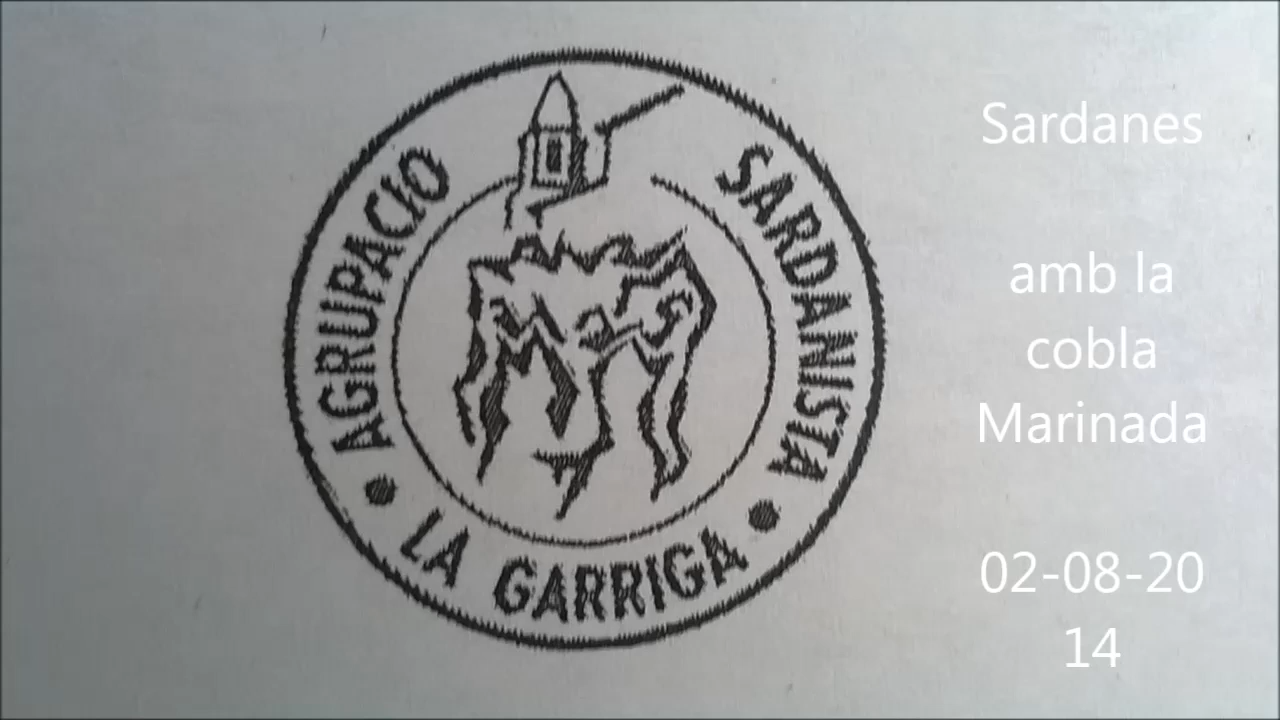 AGRUPACIO SARDANISTA
• LA GARRIGA •
Sardanes
amb la
cobla
Marinada
02-08-20
14